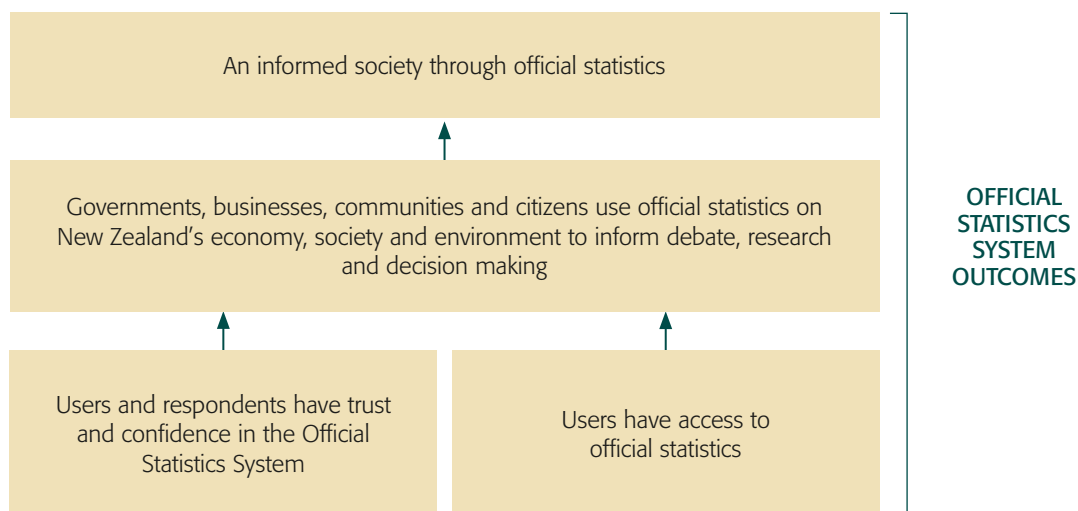 An informed society through official statistics
Governments, businesses, communities and citizens use official statistics on
New Zealand's economy, society and environment to inform debate, research
and decision making
OFFICIAL
STATISTICS
SYSTEM
OUTCOMES
Users and respondents have trust
and confidence in the Official
Statistics System
Users have access to
official statistics